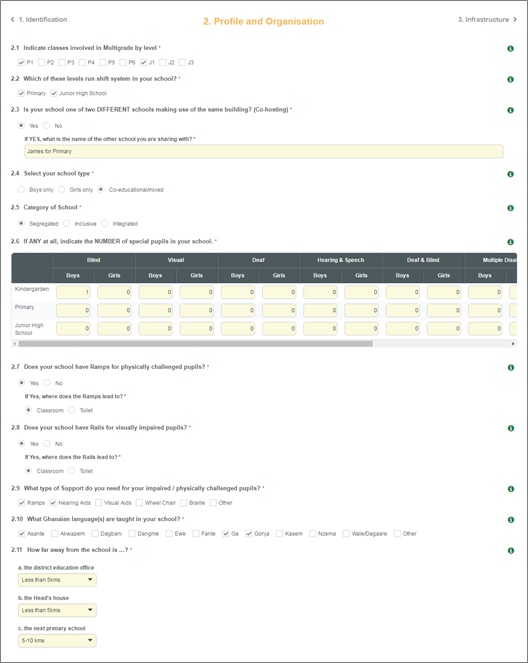 1. Identification
2. Profile and Organisation
3. Infrastructure
2.1 Indicate classes involved in Multigrade by level *
P1 P2 P3 P4 P5 P6 J1 J2 J3
2.2 Which of these levels run shift system in your school? *
Primary Junior High School
2.3 Is your school one of two DIFFERENT schools making use of the same building? (Co-hosting) *
Yes No
If YES, what is the name of the other school you are sharing with? *
James for Primary
2.4 Select your school type *
Boys only Girls only Co-educational/mixed
2.5 Category of School *
Segregated Inclusive Integrated
2.6 If ANY at all, indicate the NUMBER of special pupils in your school. *
Blind Visual Deaf Hearing & Speech Deaf & Blind Multiple Disa
Boys Girls Boys Girls Boys Girls Boys Girls Boys Girls Boys
Kindergarden 1 0 0 0 0 0 0 0 0 0 0
Primary 0 0 0 0 0 0 0 0 0 0 0
Junior High
School 0 0 0 0 0 0 0 0 0 0 0
2.7 Does your school have Ramps for physically challenged pupils? *
Yes No
If Yes, where does the Ramps lead to? *
Classroom Toilet
2.8 Does your school have Rails for visually impaired pupils? *
Yes No
If Yes, where does the Rails lead to? *
Classroom Toilet
2.9 What type of Support do you need for your impaired / physically challenged pupils? *
Ramps Hearing Aids Visual Aids Wheel Chair Braille Other
2.10 What Ghanaian language(s) are taught in your school? *
Asante Akwapem Dagbani Dangme Ewe Fante Ga Gonja Kasem Nzema Wale/Dagaare Other
2.11 How far away from the school is ...? *
a. the district education office
Less than 5kms
b. the Head's house
Less than 5kms
c. the next primary school
5-10 kms